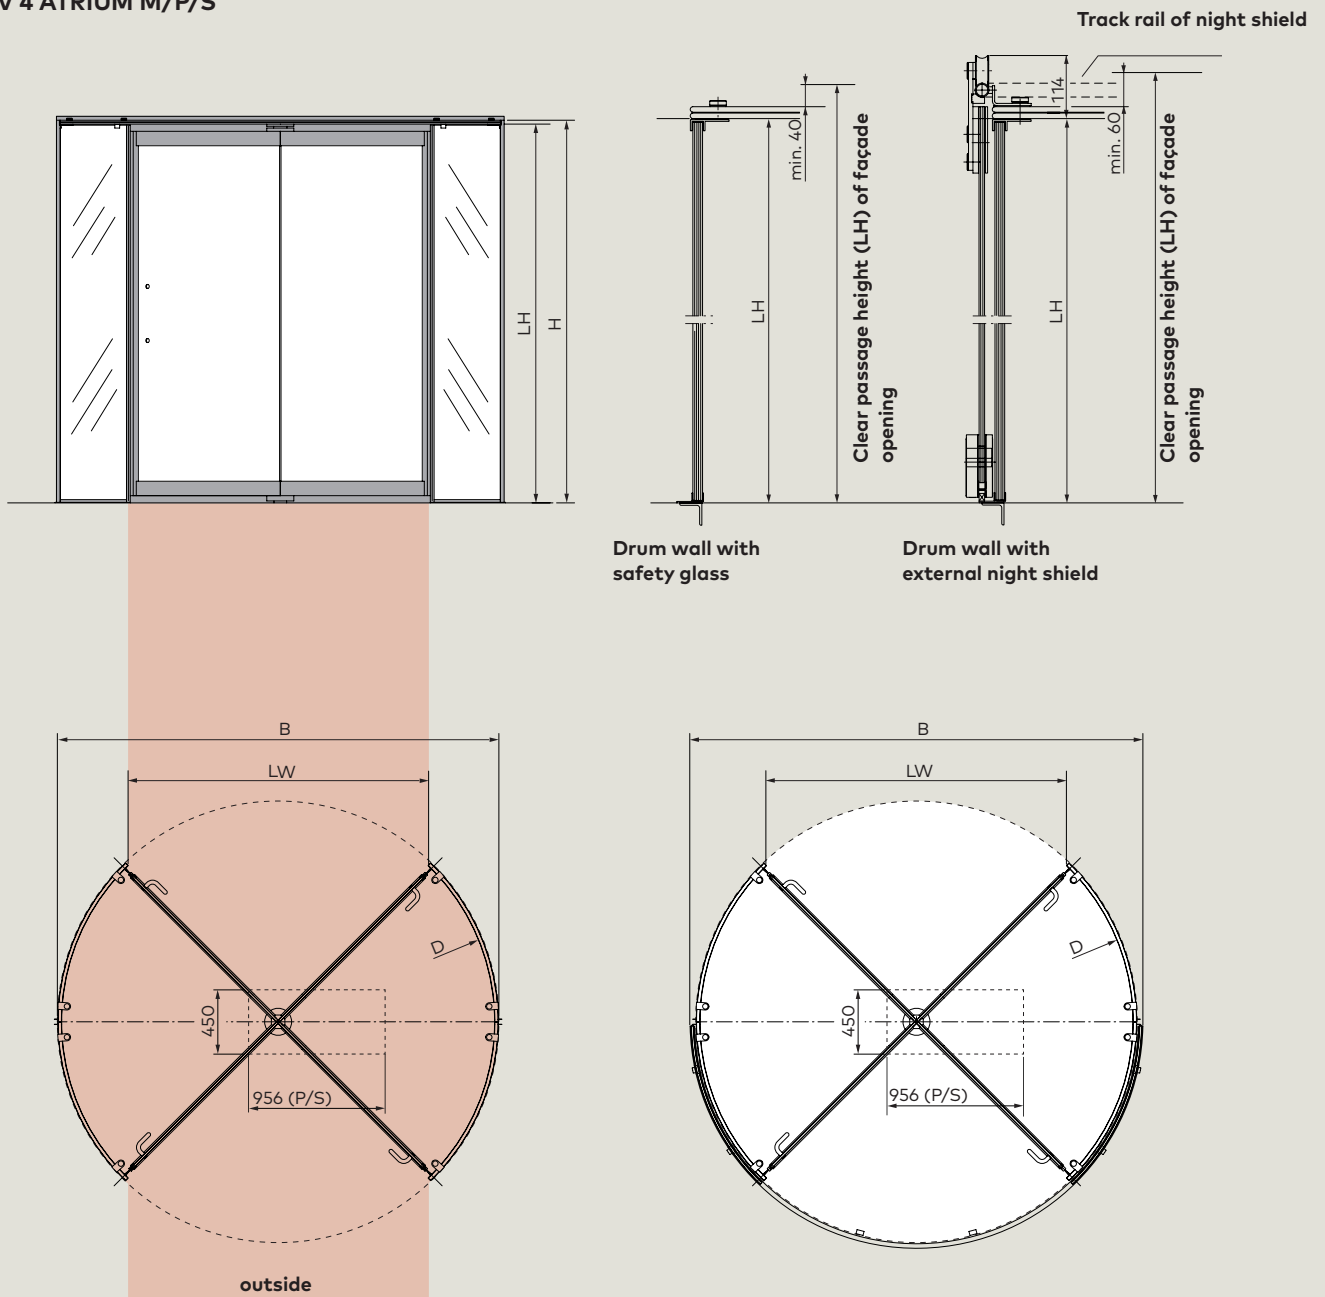 V 4 ATRIUM M/P/S
Track rail of night shield
114
min. 40
min. 60
Clear passage height (LH) of façade
opening
Clear passage height (LH) of façade
opening
LH
H
LH
LH
Drum wall with
safety glass
Drum wall with
external night shield
B
LW
D
450
956 (P/S)
B
LW
D
450
956 (P/S)
outside